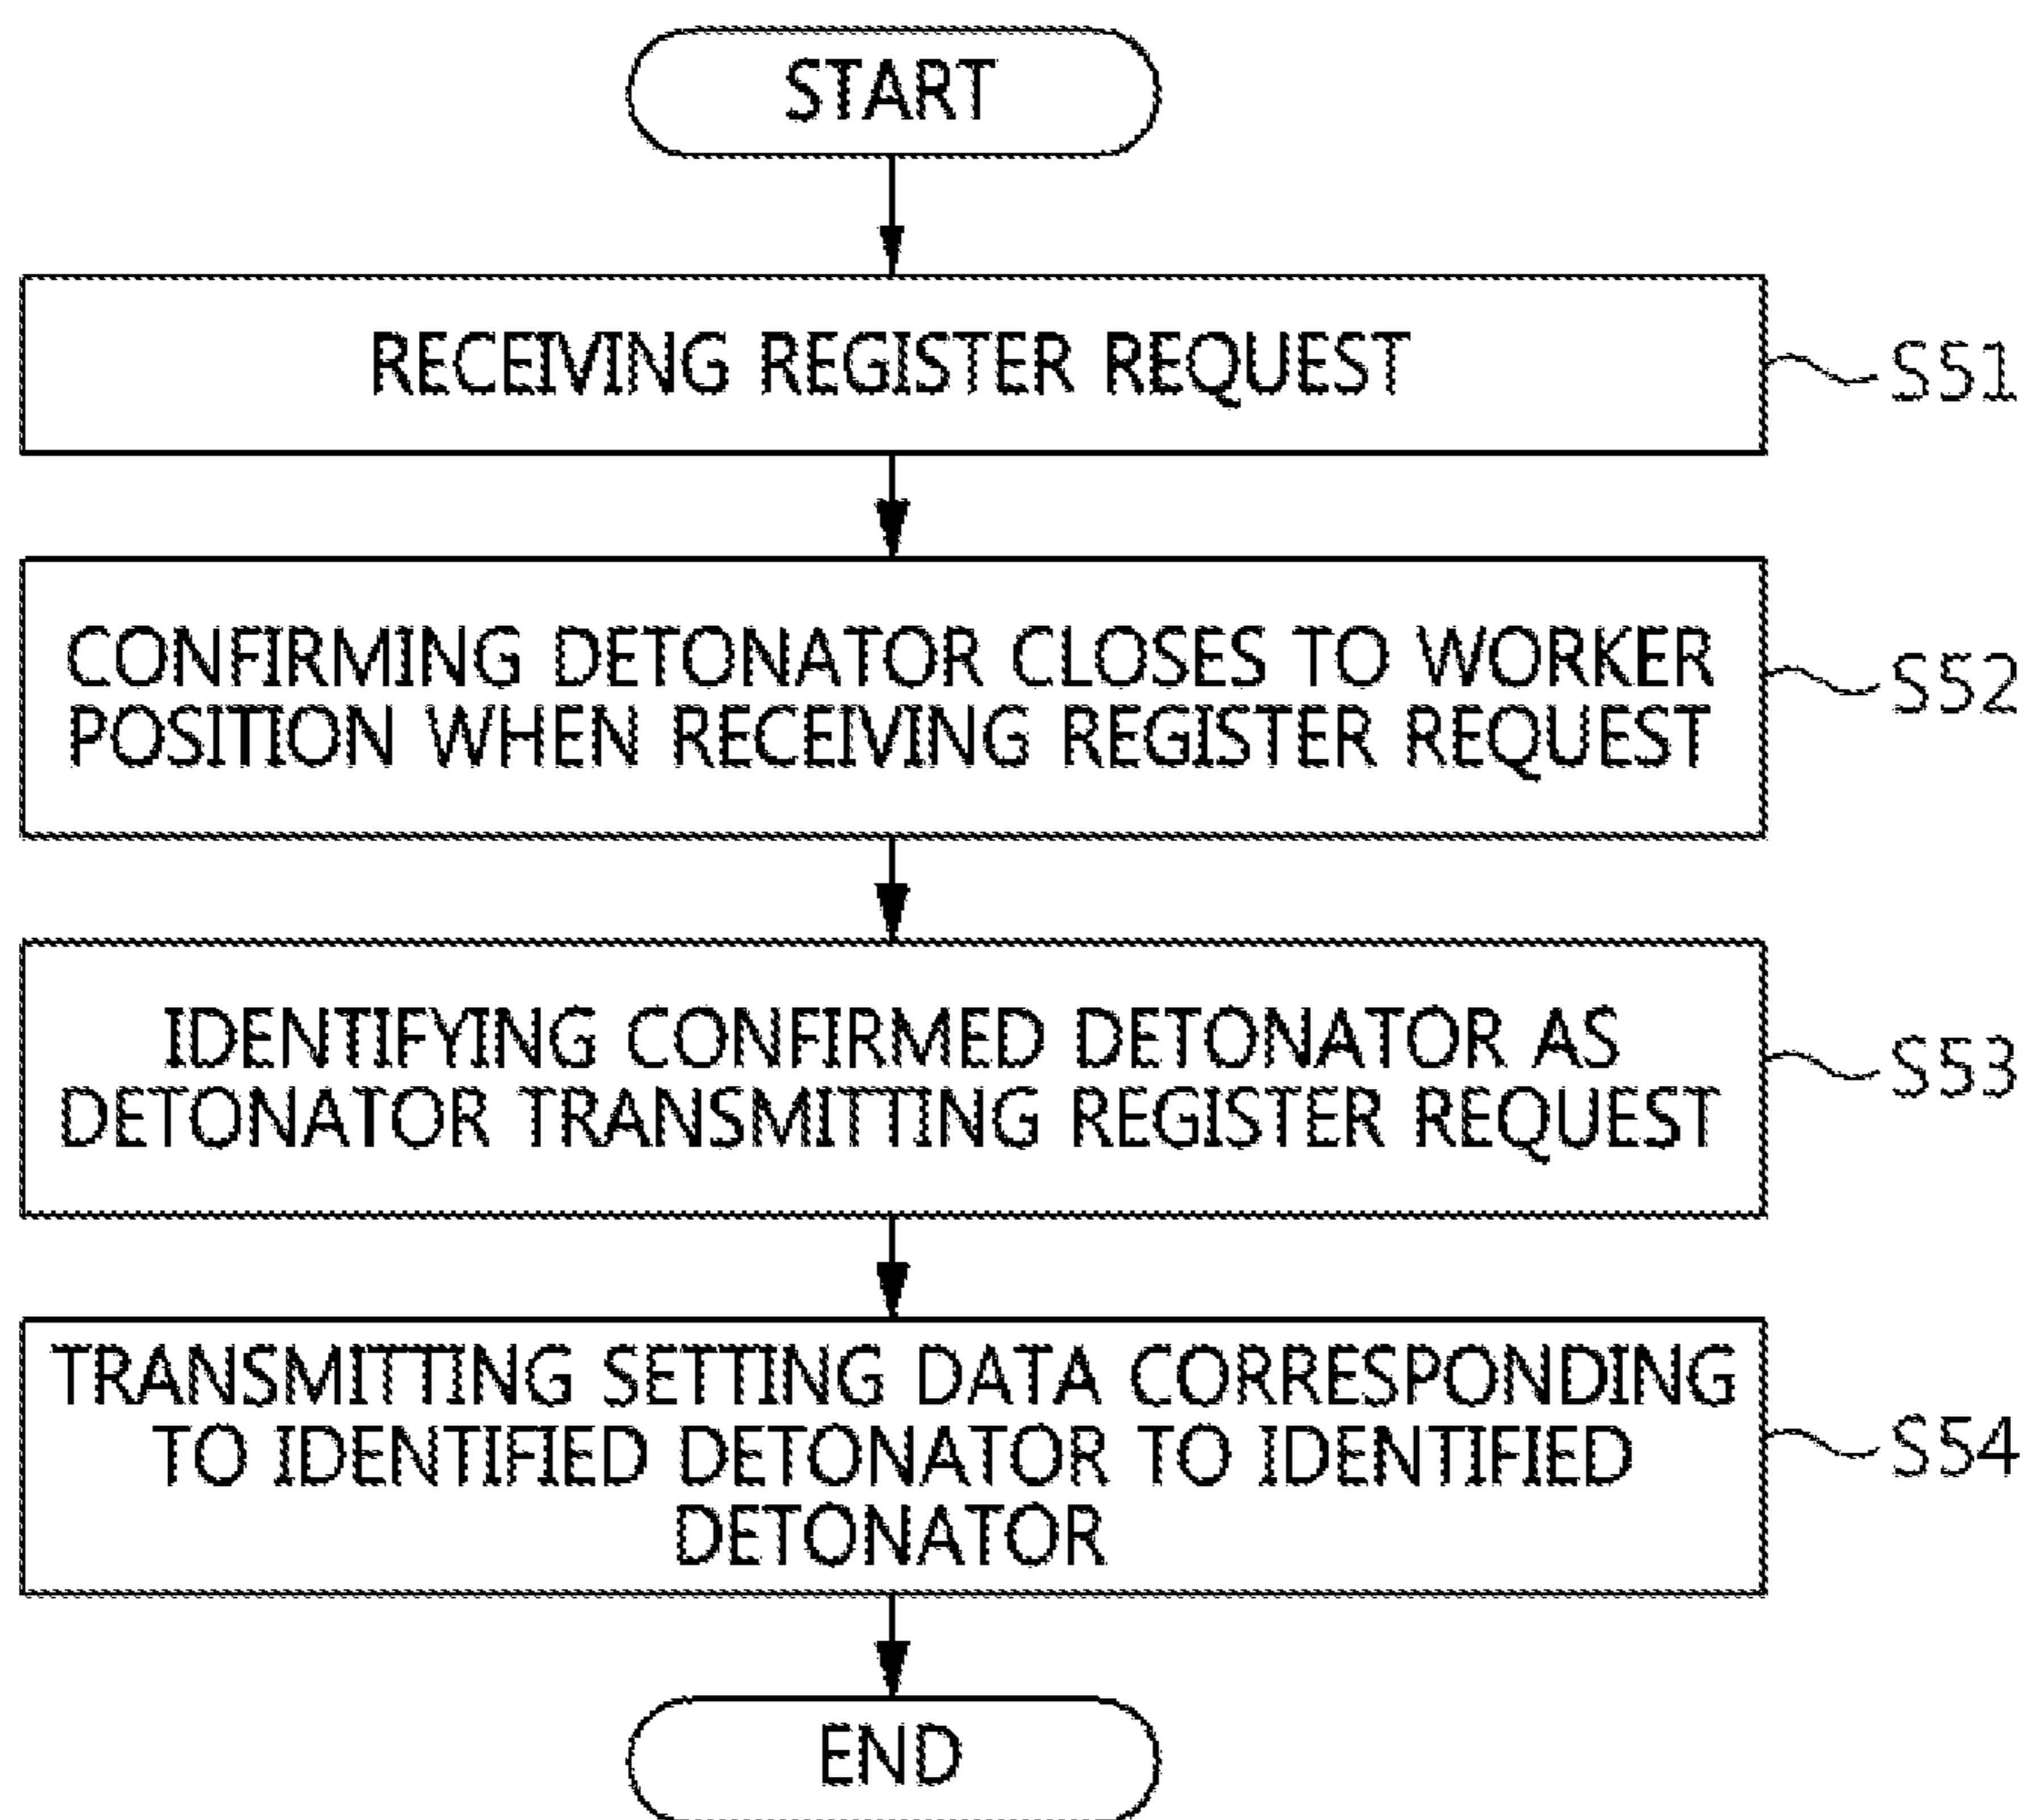 START
RECEIVING REGISTER REQUEST
S51
CONFIRMING DETONATOR CLOSES TO WORKER
POSITION WHEN RECEIVING REGISTER REQUEST
S52
IDENTIFYING CONFIRMED DETONATOR AS
DETONATOR TRANSMITTING REGISTER REQUEST
S53
TRANSMITTING SETTING DATA CORRESPONDING
TO IDENTIFIED DETONATOR TO IDENTIFIED
DETONATOR
S54
END